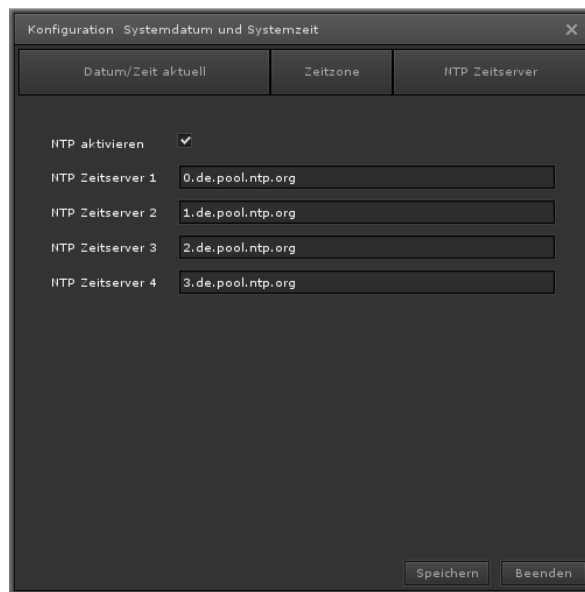 Konfiguration Systemdatum und Systemzeit
Datum/Zeit aktuell Zeitzone NTP Zeitserver
NTP aktivieren
NTP Zeitserver 1 0.de.pool.ntp.org
NTP Zeitserver 2 1.de.pool.ntp.org
NTP Zeitserver 3 2.de.pool.ntp.org
NTP Zeitserver 4 3.de.pool.ntp.org
Speichern Beenden